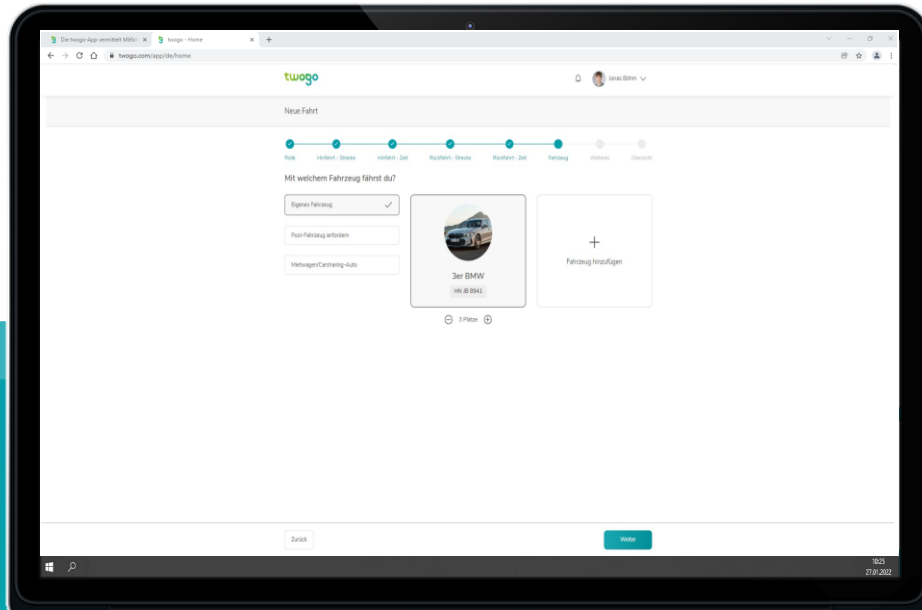 Die twogo-App vermittelt Mitfar
twogo - Home
twogo.com/app/de/home
twogo
Jonas Böhm
Neue Fahrt
Rolle
Hinfahrt - Strecke
Hinfahrt - Zeit
Rückfahrt - Strecke
Rückfahrt - Zeit
Fahrzeug
Weiteres
Übersicht
Mit welchem Fahrzeug fährst du?
Eigenes Fahrzeug
Pool-Fahrzeug anfordern
Mietwagen/Carsharing-Auto
3er BMW
HN JB 8941
3 Plätze
Fahrzeug hinzufügen
Zurück
Weiter
18:25
27.01.2022